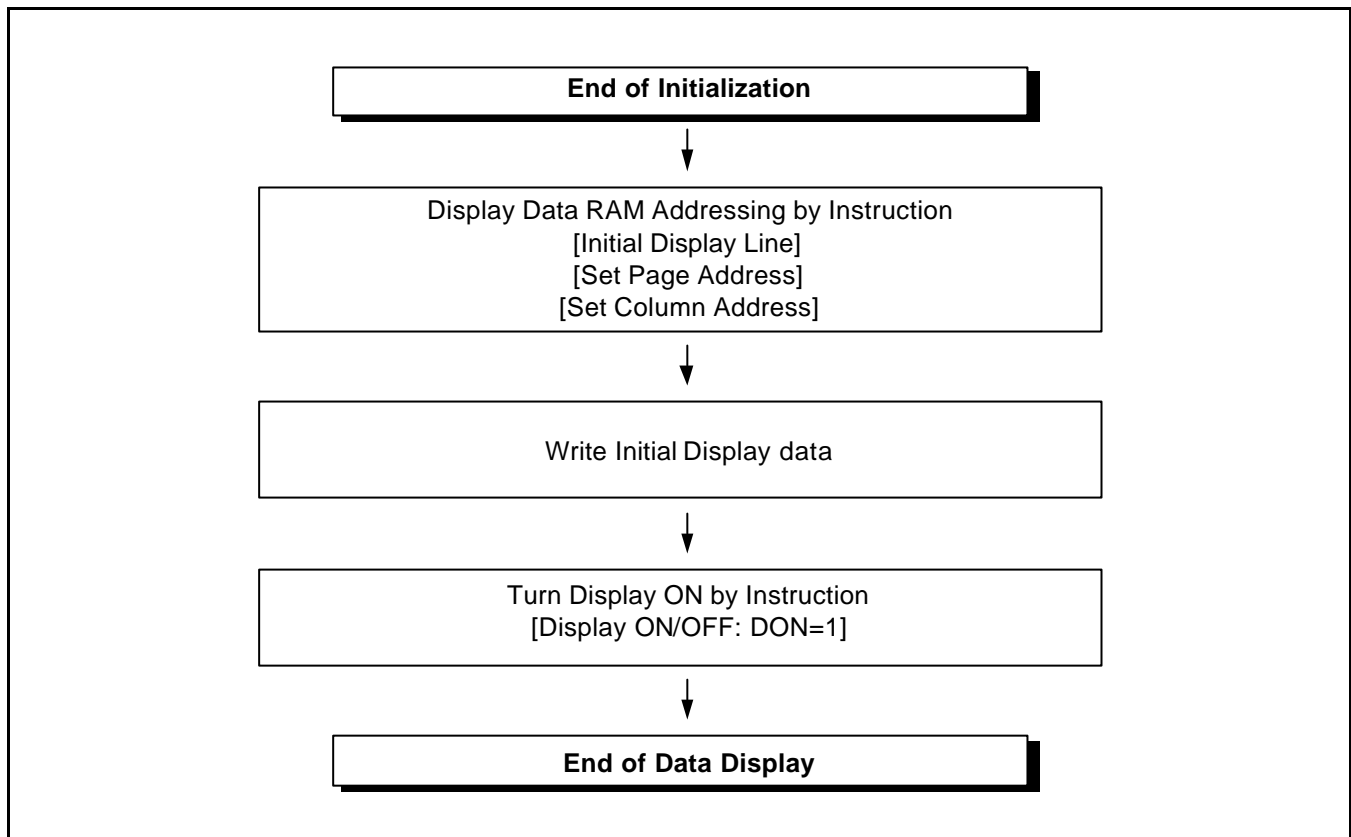 End of Initialization
Display Data RAM Addressing by Instruction
[Initial Display Line]
[Set Page Address]
[Set Column Address]
Write Initial Display data
Turn Display ON by Instruction
[Display ON/OFF: DON=1]
End of Data Display